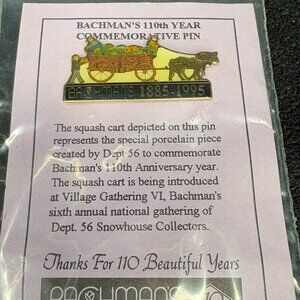 BACHMAN'S 110th YEAR
COMMEMORATIVE PIN
BACHMAN'S 1885-1995
The squash cart depicted on this pin
represents the special porcelain piece
created by Dept 56 to commemorate
Bachman's 110th Anniversary year.
The squash cart is being introduced
at Village Gathering VI, Bachman's
sixth annual national gathering of
Dept. 56 Snowhouse Collectors.
Thanks For 110 Beautiful Years
BACHMAN'S